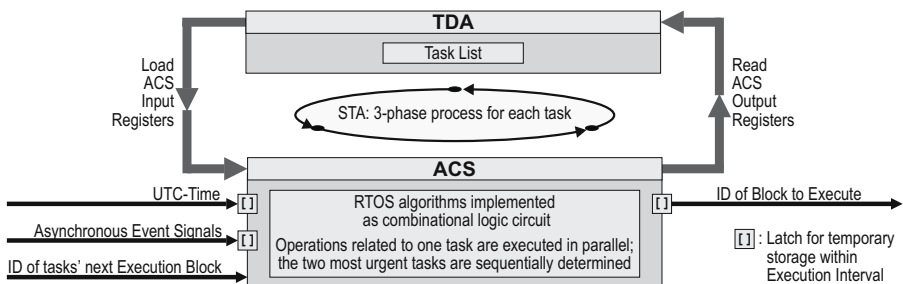 TDA
Task List
Load
ACS
Input
Registers
STA: 3-phase process for each task
Read
ACS
Output
Registers
ACS
UTC-Time
[ ]
RTOS algorithms implemented
as combinational logic circuit
[ ]
ID of Block to Execute
Asynchronous Event Signals
[ ]
Operations related to one task are executed in parallel;
the two most urgent tasks are sequentially determined
[ ] : Latch for temporary
storage within
Execution Interval
ID of tasks' next Execution Block